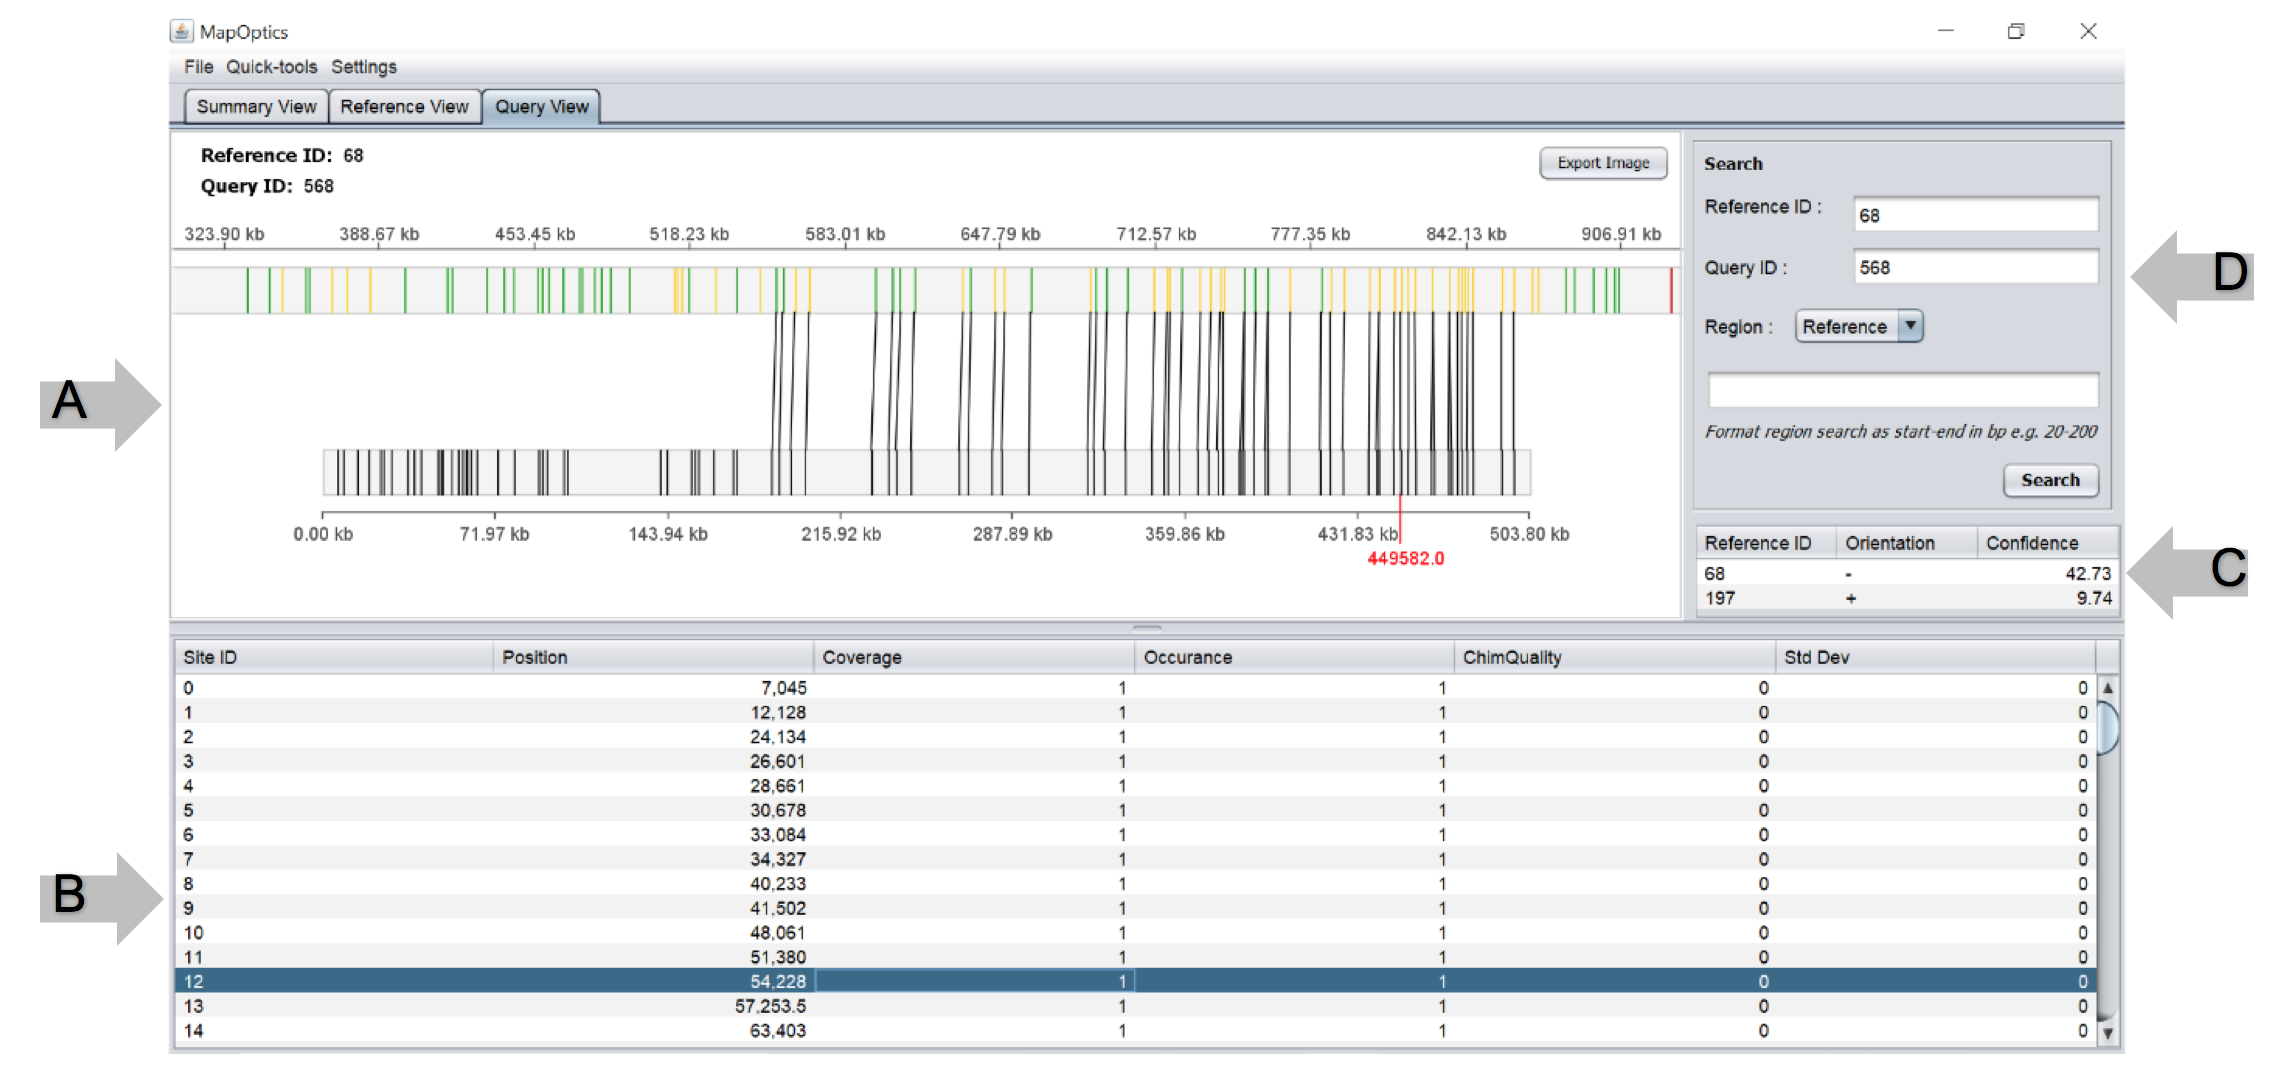 MapOptics
File Quick-tools Settings
Summary View Reference View Query View
Reference ID: 68
Query ID: 568
Export Image
323.90 kb 388.67 kb 453.45 kb 518.23 kb 583.01 kb 647.79 kb 712.57 kb 777.35 kb 842.13 kb 906.91 kb
A
0.00 kb 71.97 kb 143.94 kb 215.92 kb 287.89 kb 359.86 kb 431.83 kb 503.80 kb
449582.0
Search
Reference ID : 68
Query ID : 568
Region : Reference
Format region search as start-end in bp e.g. 20-200
Search
D
Reference ID Orientation Confidence
68 - 42.73
197 + 9.74
C
Site ID Position Coverage Occurance ChimQuality Std Dev
0 7,045 1 1 0 0
1 12,128 1 1 0 0
2 24,134 1 1 0 0
3 26,601 1 1 0 0
4 28,661 1 1 0 0
5 30,678 1 1 0 0
6 33,084 1 1 0 0
7 34,327 1 1 0 0
8 40,233 1 1 0 0
9 41,502 1 1 0 0
10 48,061 1 1 0 0
11 51,380 1 1 0 0
12 54,228 1 1 0 0
13 57,253.5 1 1 0 0
14 63,403 1 1 0 0
B